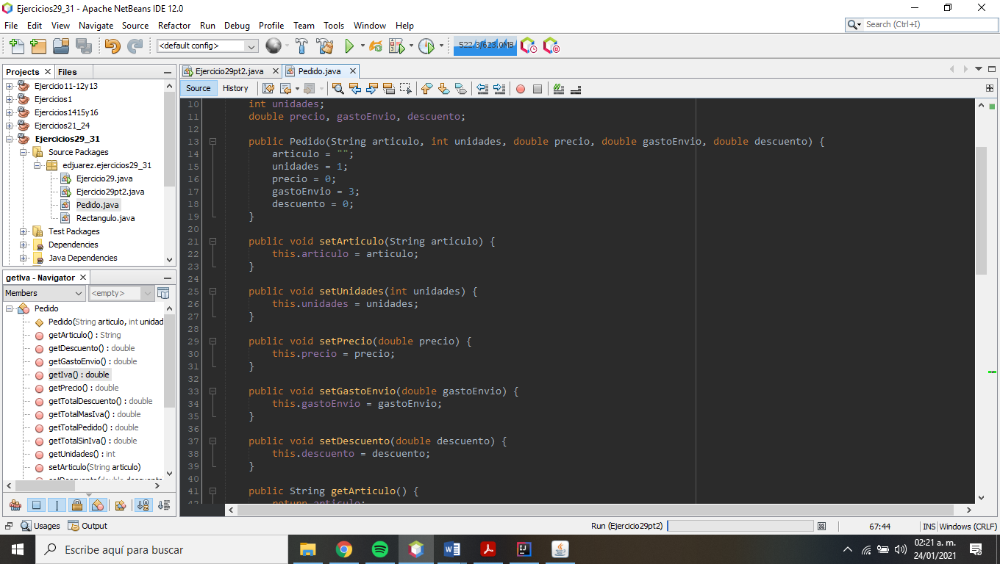 Ejercicios29_31 - Apache NetBeans IDE 12.0
File Edit View Navigate Source Refactor Run Debug Profile Team Tools Window Help
Search (Ctrl+I)
<default config>
522.3/623.0MB
Projects Files
Ejercicio29pt2.java Pedido.java
Source History
Ejercicio11-12y13
Ejercicios1
Ejercicios1415y16
Ejercicios21_24
Ejercicios29_31
Source Packages
edjuarez.ejercicios29_31
Ejercicio29.java
Ejercicio29pt2.java
Pedido.java
Rectangulo.java
Test Packages
Dependencies
Java Dependencies
getIva - Navigator
Members <empty>
Pedido
Pedido(String articulo, int unidad
getArticulo() : String
getDescuento() : double
getGastoEnvio() : double
getIva() : double
getPrecio() : double
getTotalDescuento() : double
getTotalMasIva() : double
getTotalPedido() : double
getTotalSinIva() : double
getUnidades() : int
setArticulo(String articulo)
setDescuento(double descuento
10 int unidades;
11 double precio, gastoEnvio, descuento;
12
13 public Pedido(String articulo, int unidades, double precio, double gastoEnvio, double descuento) {
14 articulo = "";
15 unidades = 1;
16 precio = 0;
17 gastoEnvio = 3;
18 descuento = 0;
19 }
20
21 public void setArticulo(String articulo) {
22 this.articulo = articulo;
23 }
24
25 public void setUnidades(int unidades) {
26 this.unidades = unidades;
27 }
28
29 public void setPrecio(double precio) {
30 this.precio = precio;
31 }
32
33 public void setGastoEnvio(double gastoEnvio) {
34 this.gastoEnvio = gastoEnvio;
35 }
36
37 public void setDescuento(double descuento) {
38 this.descuento = descuento;
39 }
40
41 public String getArticulo() {
42 return articulo;
Usages Output
Run (Ejercicio29pt2)
67:44
INS Windows (CRLF)
Escribe aquí para buscar
02:21 a. m.
24/01/2021